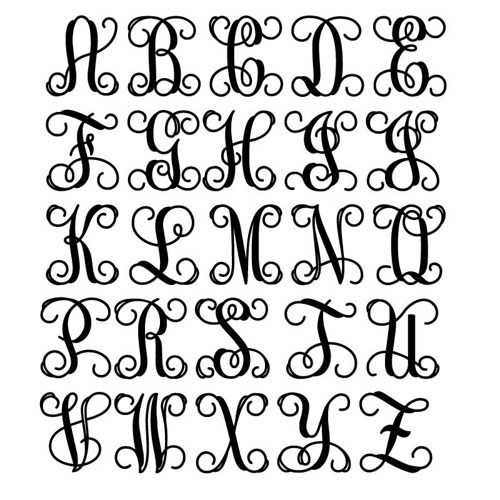 A B C D E
F G H I J
K L M N O
P R S T U
V W X Y Z